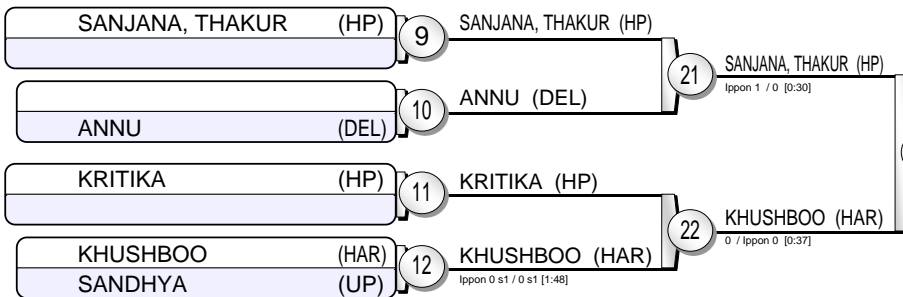 SANJANA, THAKUR (HP)
9
SANJANA, THAKUR (HP)
21
SANJANA, THAKUR (HP)
Ippon 1 / 0 [0:30]
10
ANNU (DEL)
ANNU (DEL)
KRITIKA (HP)
11
KRITIKA (HP)
22
KHUSHBOO (HAR)
0 / Ippon 0 [0:37]
KHUSHBOO (HAR)
12
KHUSHBOO (HAR)
Ippon 0 s1 / 0 s1 [1:48]
SANDHYA (UP)